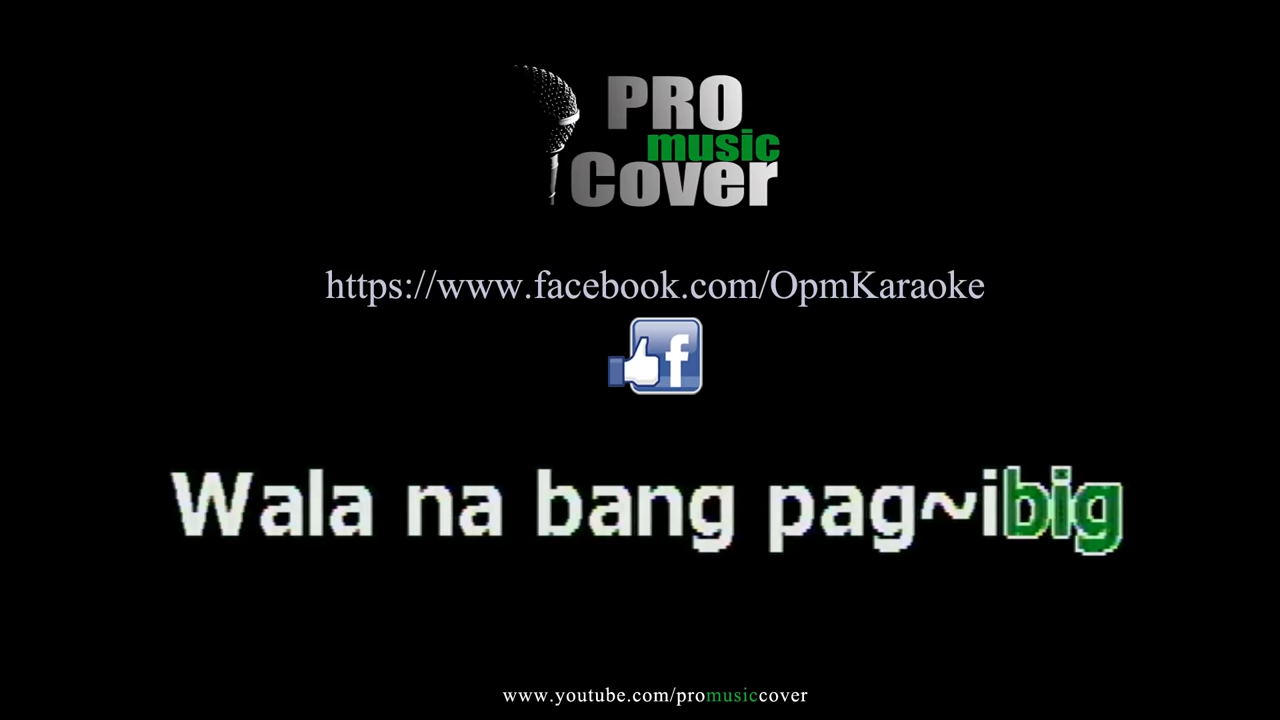 PRO
music
Cover
https://www.facebook.com/OpmKaraoke
f
Wala na bang pag~ibig
www.youtube.com/promusiccover